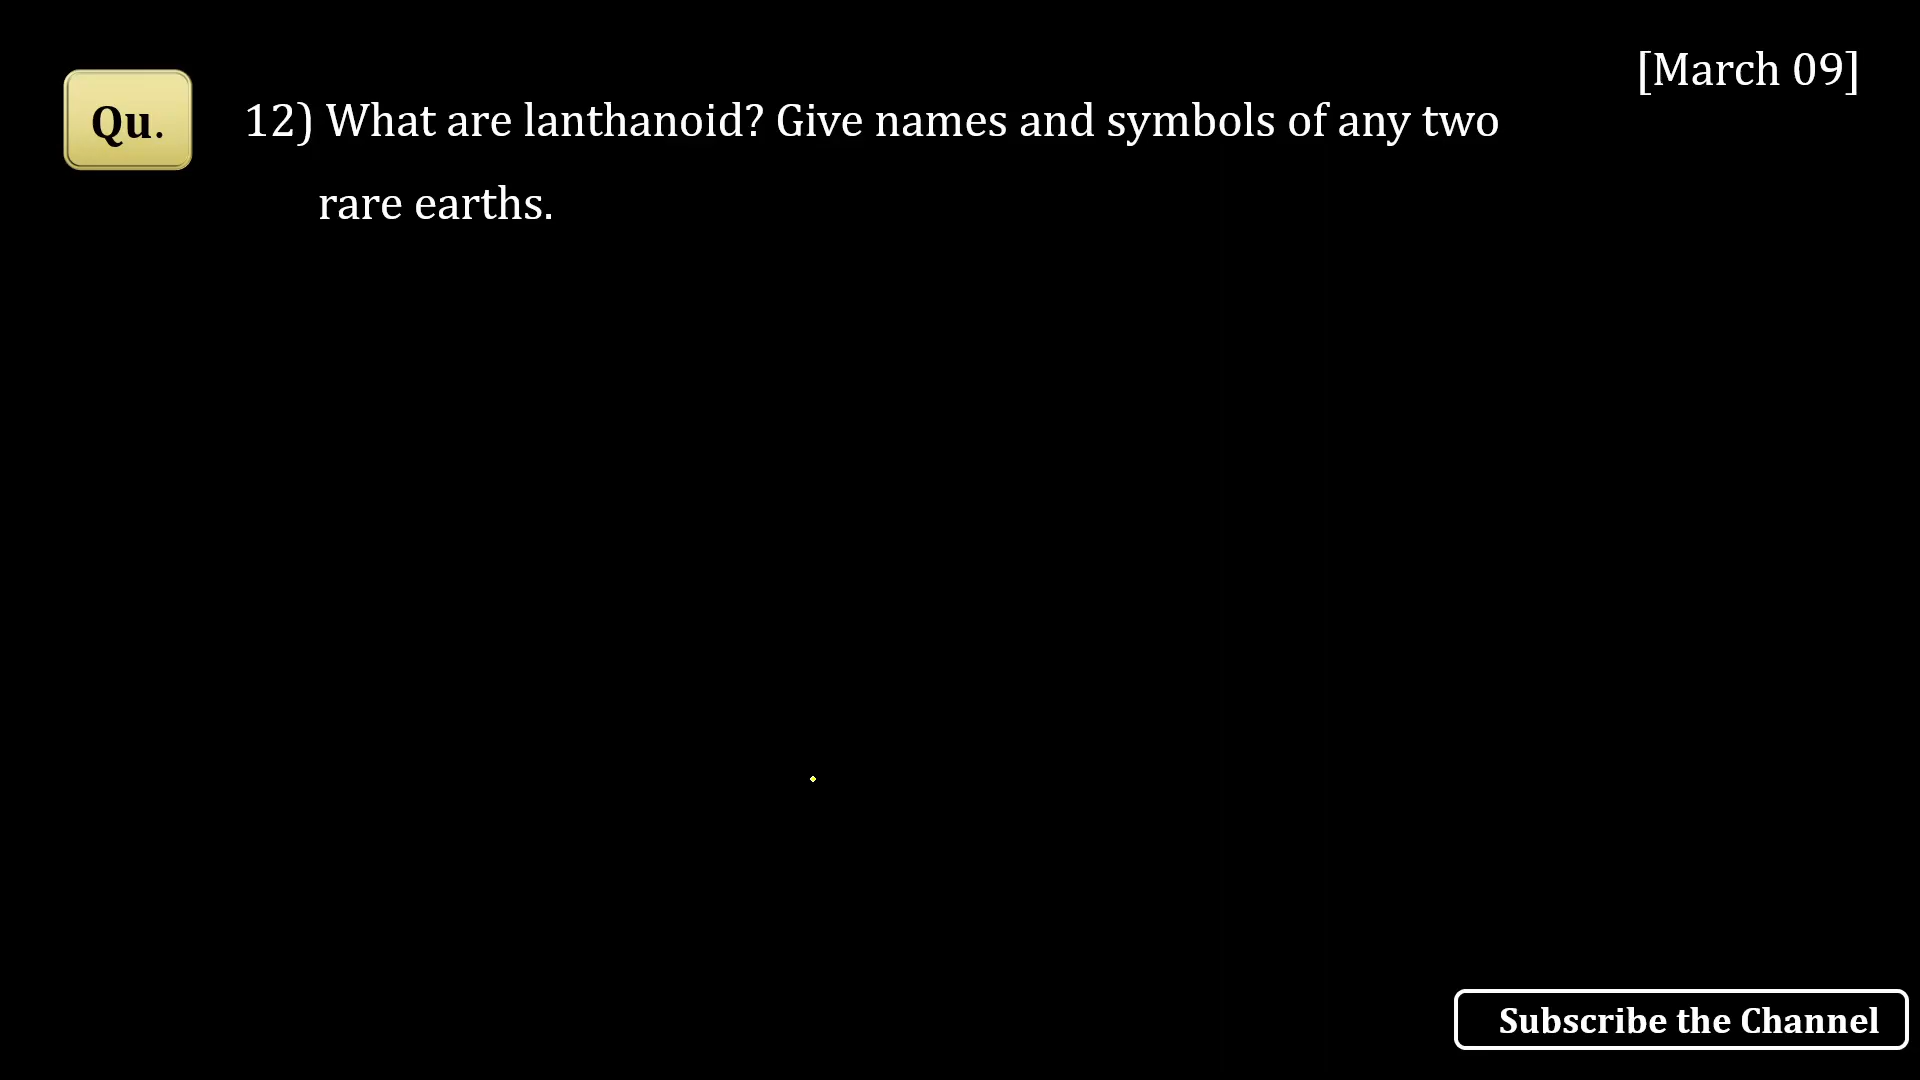 [March 09]
Qu. 12) What are lanthanoid? Give names and symbols of any two
rare earths.
Subscribe the Channel